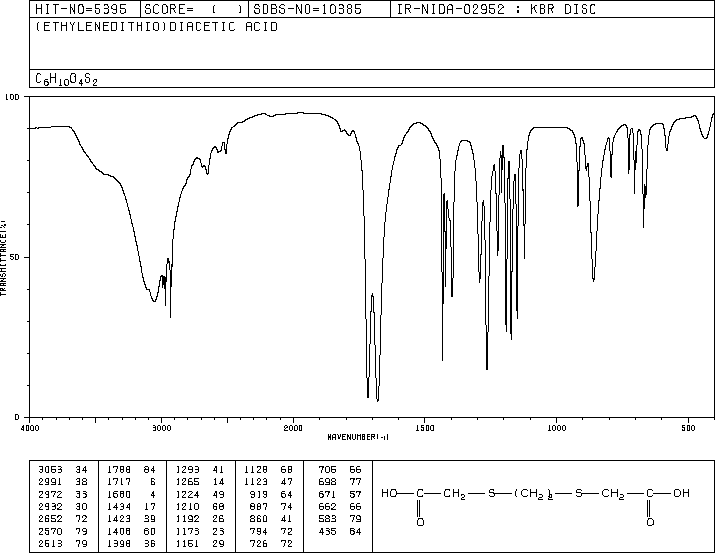 HIT-NO=5395 SCORE= ( ) SDBS-NO=10385 IR-NIDA-02952 : KBR DISC
(ETHYLENEDITHIO)DIACETIC ACID
C6H10O4S2
100
50
0
TRANSMITTANCE(%)
4000 3000 2000 1500 1000 500
WAVENUMBER(-1)
3053 34 1788 84 1293 41 1128 68 705 66
2991 38 1717 6 1265 14 1123 47 698 77
2972 33 1680 4 1224 49 919 64 671 57
2932 30 1434 17 1210 68 887 74 662 66
2652 72 1423 39 1192 26 860 41 583 79
2570 79 1408 60 1173 23 794 72 435 84
2513 79 1398 36 1151 29 726 72
HO C CH2 S (CH2)2 S CH2 C OH
O O